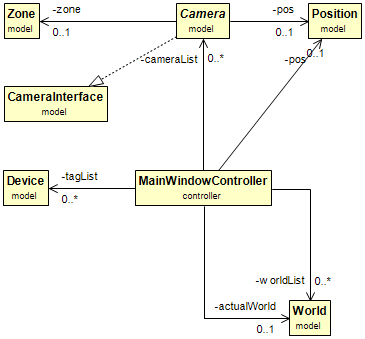 Zone
model
-zone
0..1
Camera
model
-pos
0..1
Position
model
-cameraList
0..*
-pos
0..1
CameraInterface
model
Device
model
-tagList
0..*
MainWindowController
controller
-worldList
0..*
-actualWorld
0..1
World
model